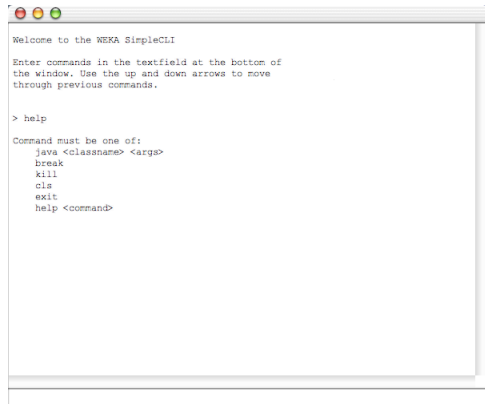 Welcome to the WEKA SimpleCLI
Enter commands in the textfield at the bottom of
the window. Use the up and down arrows to move
through previous commands.
> help
Command must be one of:
java <classname> <args>
break
kill
cls
exit
help <command>